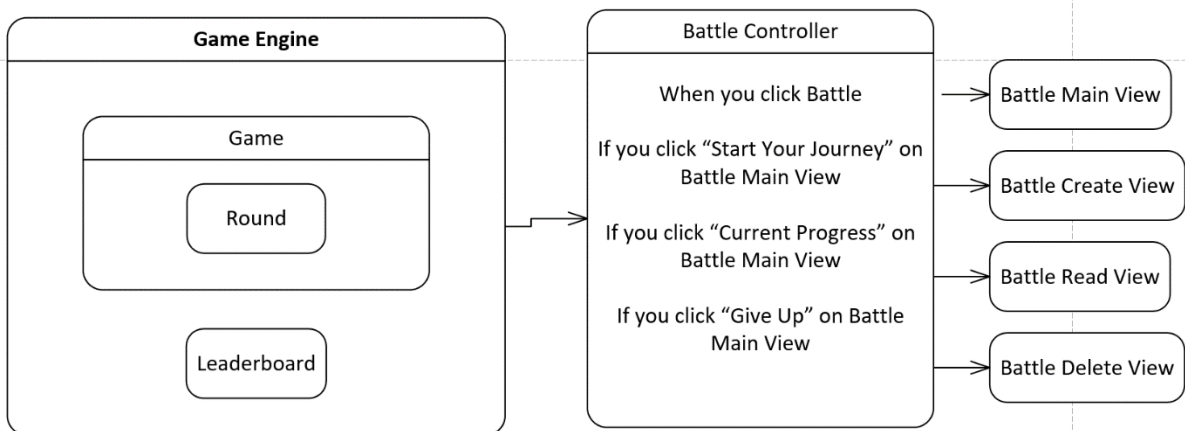 Game Engine
Game
Round
Leaderboard
Battle Controller
When you click Battle
If you click “Start Your Journey” on
Battle Main View
If you click “Current Progress” on
Battle Main View
If you click “Give Up” on Battle
Main View
Battle Main View
Battle Create View
Battle Read View
Battle Delete View